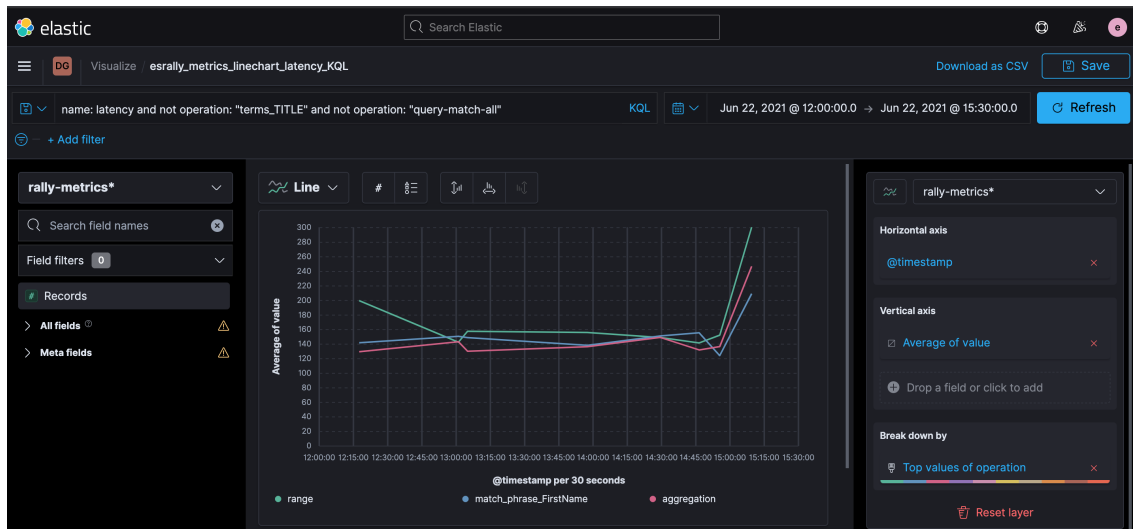 elastic
Search Elastic
e
DG Visualize / esrally_metrics_linechart_latency_KQL
Download as CSV
Save
name: latency and not operation: "terms_TITLE" and not operation: "query-match-all"
KQL
Jun 22, 2021 @ 12:00:00.0 → Jun 22, 2021 @ 15:30:00.0
Refresh
+ Add filter
rally-metrics*
Search field names
Field filters 0
# Records
All fields
Meta fields
Line
#
300
280
260
240
220
200
180
160
140
120
100
80
60
40
20
0
Average of value
12:00:00 12:15:00 12:30:00 12:45:00 13:00:00 13:15:00 13:30:00 13:45:00 14:00:00 14:15:00 14:30:00 14:45:00 15:00:00 15:15:00 15:30:00
@timestamp per 30 seconds
range match_phrase_FirstName aggregation
rally-metrics*
Horizontal axis
@timestamp
Vertical axis
Average of value
Drop a field or click to add
Break down by
Top values of operation
Reset layer